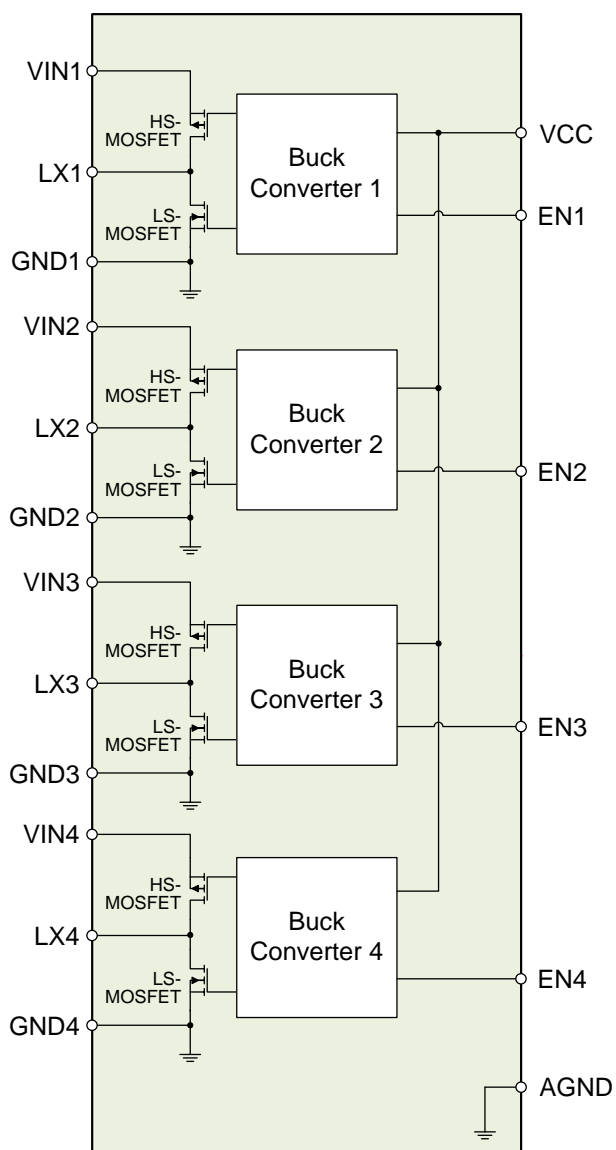 VIN1
HS-
MOSFET
LX1
LS-
MOSFET
GND1
Buck
Converter 1
VCC
EN1
VIN2
HS-
MOSFET
LX2
LS-
MOSFET
GND2
Buck
Converter 2
EN2
VIN3
HS-
MOSFET
LX3
LS-
MOSFET
GND3
Buck
Converter 3
EN3
VIN4
HS-
MOSFET
LX4
LS-
MOSFET
GND4
Buck
Converter 4
EN4
AGND